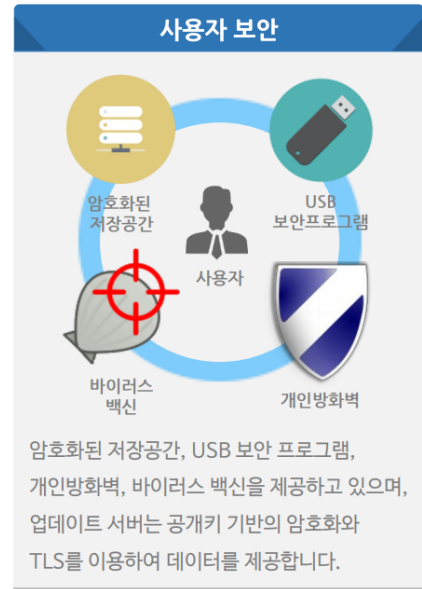 사용자 보안
암호화된
저장공간
USB
보안프로그램
사용자
바이러스
백신
개인방화벽
암호화된 저장공간, USB 보안 프로그램,
개인방화벽, 바이러스 백신을 제공하고 있으며,
업데이트 서버는 공개키 기반의 암호화와
TLS를 이용하여 데이터를 제공합니다.